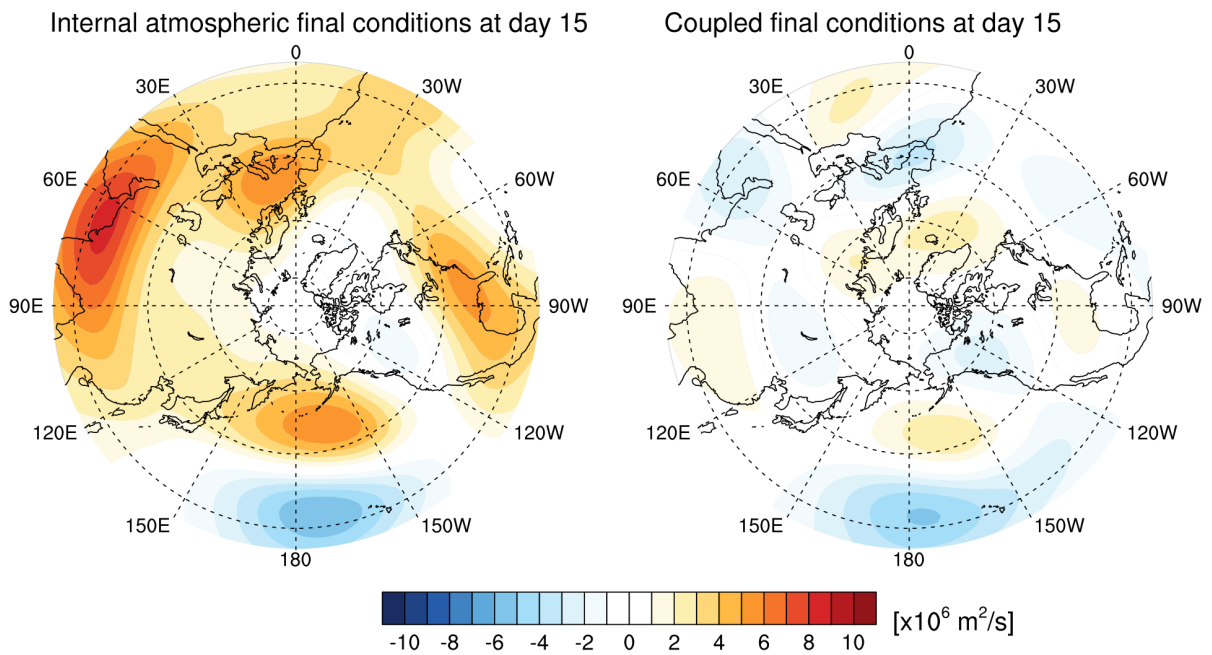 Internal atmospheric final conditions at day 15
Coupled final conditions at day 15
0
30E
30W
60E
60W
90E
90W
120E
120W
150E
150W
180
0
30E
30W
60E
60W
90E
90W
120E
120W
150E
150W
180
-10 -8 -6 -4 -2 0 2 4 6 8 10
[x10⁶ m²/s]